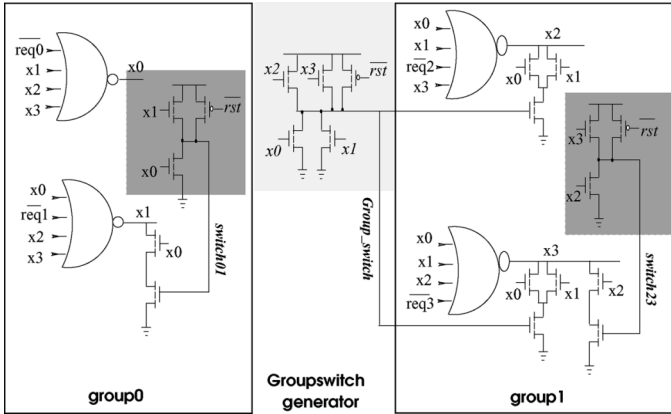 req0
x1
x2
x3
x0
x1
rst
x0
switch01
x0
req1
x2
x3
x1
x0
group0
x2
x3
rst
x0
x1
Group_switch
Groupswitch
generator
x0
x1
req2
x3
x2
x0
x1
x3
rst
x2
switch23
x0
x1
x2
req3
x3
x0
x1
x2
group1